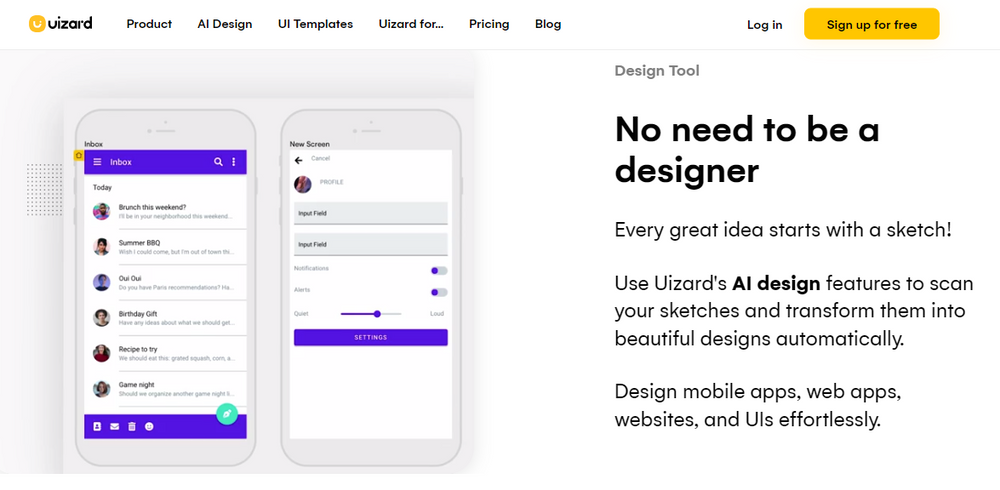 uizard
Product
AI Design
UI Templates
Uizard for...
Pricing
Blog
Log in
Sign up for free
Inbox
Inbox
Today
Brunch this weekend?
I'll be in your neighborhood this weekend...
Summer BBQ
Wish I could come, but I'm out of town thi...
Oui Oui
Do you have Paris recommendations? Ha...
Birthday Gift
Have any ideas about what we should get...
Recipe to try
We should eat this: grated squash, corn, a...
Game night
Should we organize another game night li...
New Screen
Cancel
PROFILE
Input Field
Input Field
Notifications
Alerts
Quiet
Loud
SETTINGS
Design Tool
No need to be a
designer
Every great idea starts with a sketch!
Use Uizard's AI design features to scan
your sketches and transform them into
beautiful designs automatically.
Design mobile apps, web apps,
websites, and UIs effortlessly.